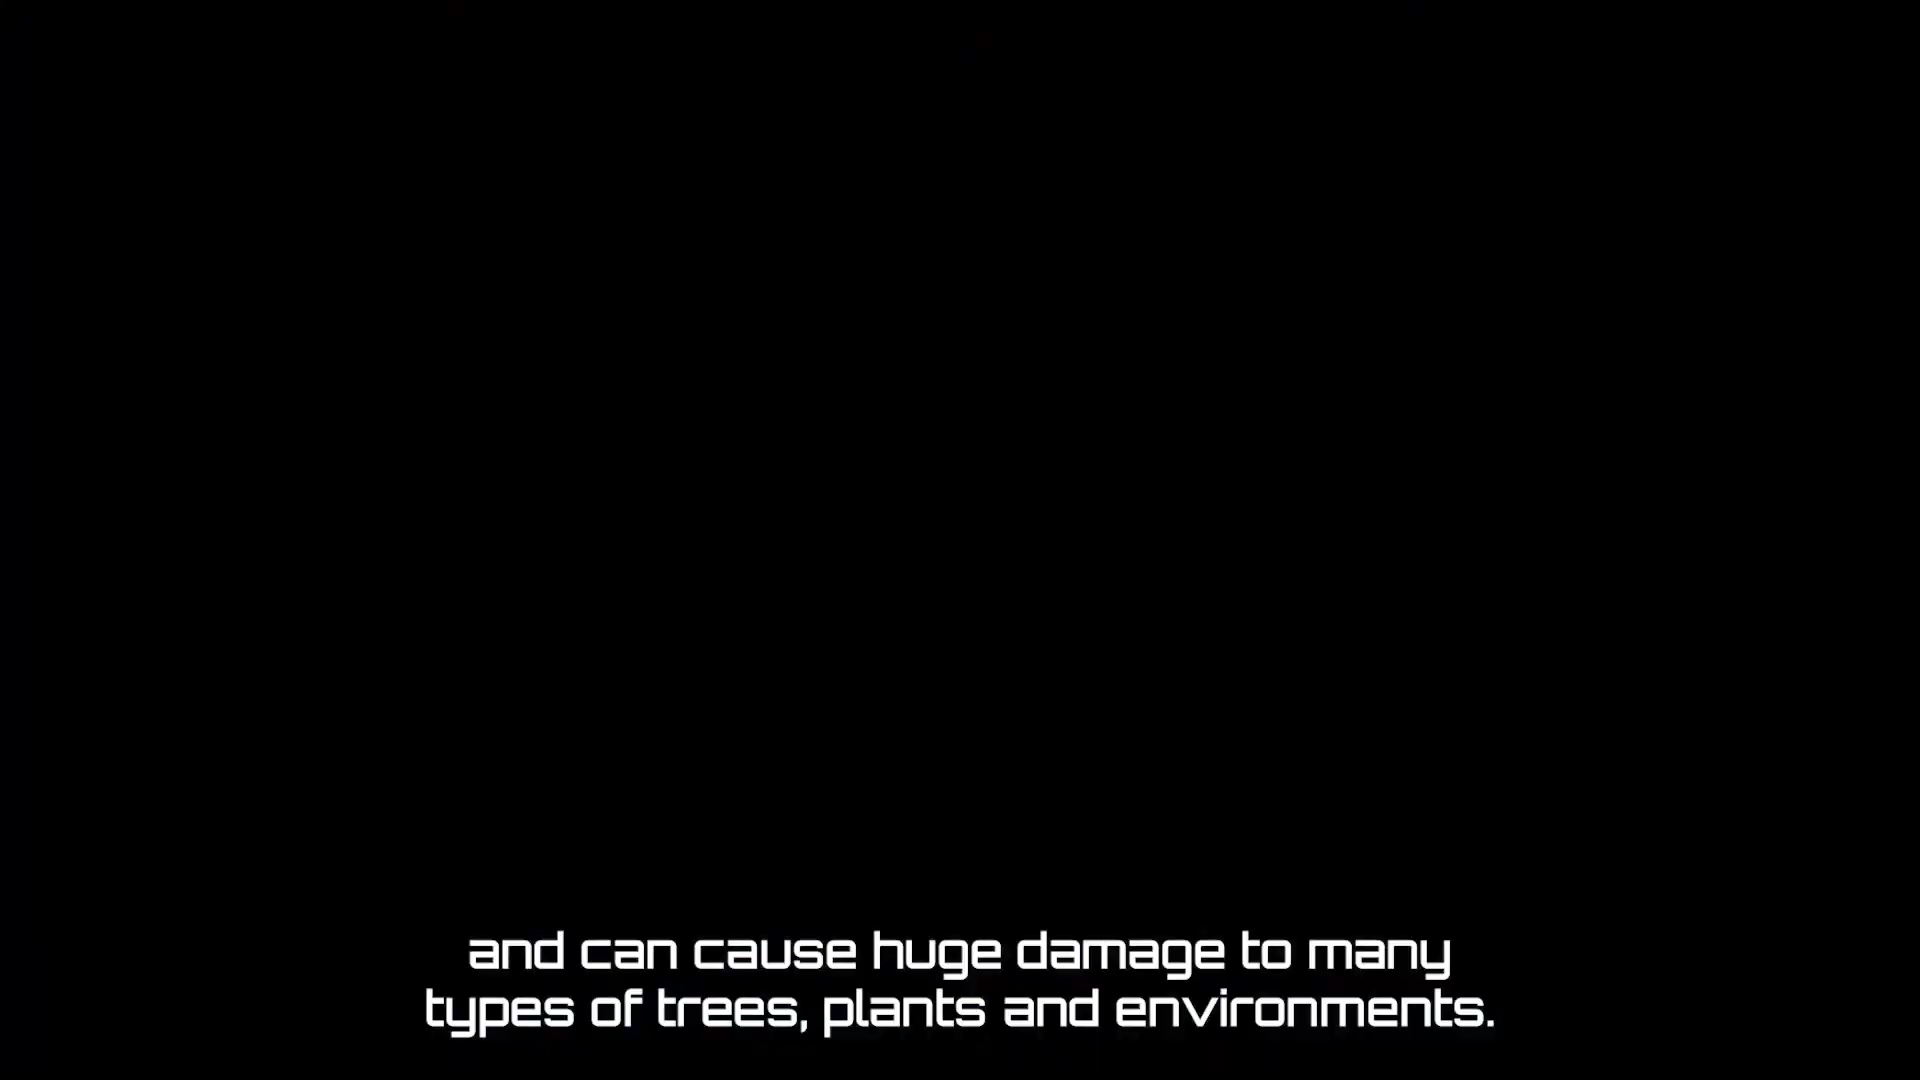 and can cause huge damage to many
types of trees, plants and environments.